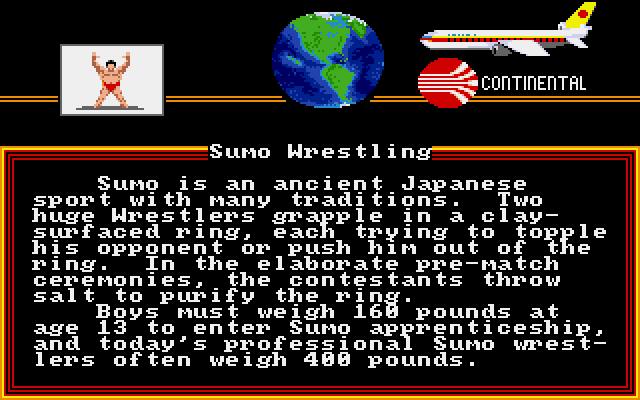 CONTINENTAL
Sumo Wrestling
Sumo is an ancient Japanese
sport with many traditions. Two
huge Wrestlers grapple in a clay-
surfaced ring, each trying to topple
his opponent or push him out of the
ring. In the elaborate pre-match
ceremonies, the contestants throw
salt to purify the ring.
Boys must weigh 160 pounds at
age 13 to enter Sumo apprenticeship,
and today's professional Sumo wrest-
lers often weigh 400 pounds.